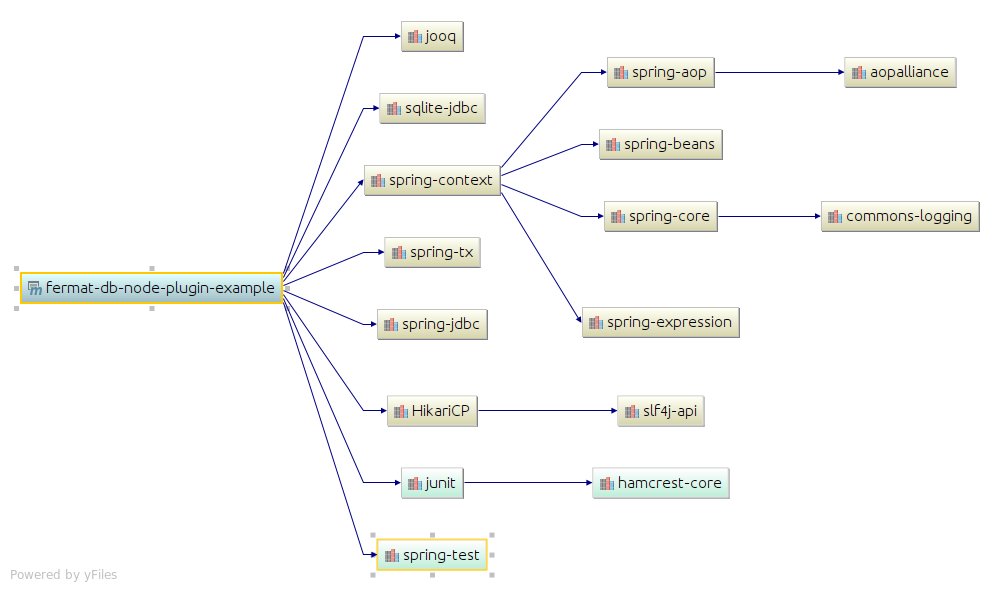 jooq
spring-aop
aopalliance
sqlite-jdbc
spring-beans
spring-context
spring-core
commons-logging
spring-tx
fermat-db-node-plugin-example
spring-jdbc
spring-expression
HikariCP
slf4j-api
junit
hamcrest-core
spring-test
Powered by yFiles